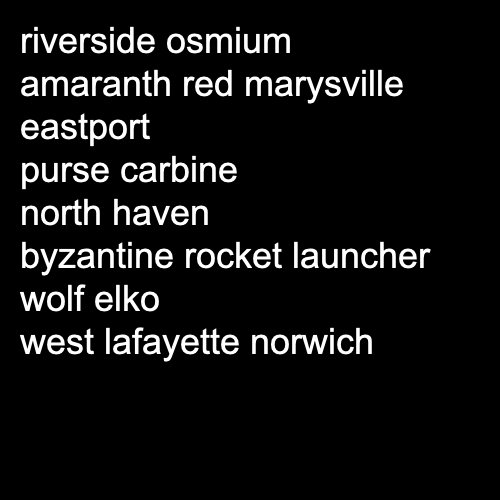 riverside osmium
amaranth red marysville
eastport
purse carbine
north haven
byzantine rocket launcher
wolf elko
west lafayette norwich